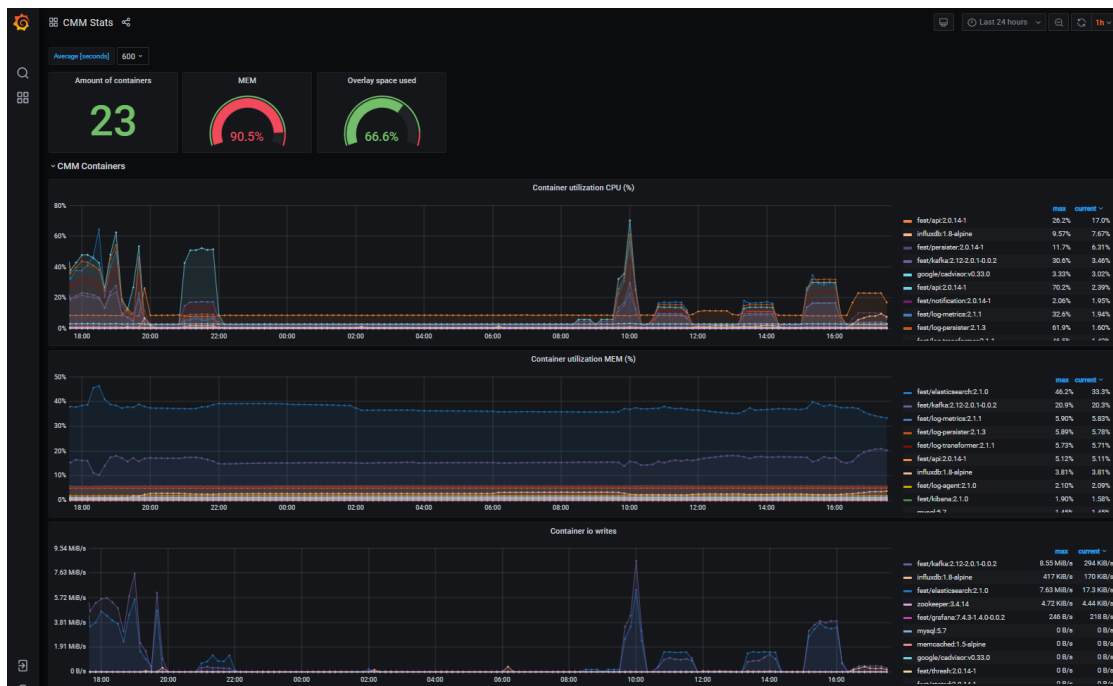 CMM Stats
Last 24 hours
1h
Average [seconds] 600
Amount of containers
23
MEM
90.5%
Overlay space used
66.6%
CMM Containers
Container utilization CPU (%)
80%
60%
40%
20%
0%
18:00 20:00 22:00 00:00 02:00 04:00 06:00 08:00 10:00 12:00 14:00 16:00
max current
fest/api:2.0.14-1 26.2% 17.0%
influxdb:1.8-alpine 9.57% 7.67%
fest/persister:2.0.14-1 11.7% 6.31%
fest/kafka:2.12-2.0.1-0.0.2 30.6% 3.46%
google/cadvisor:v0.33.0 3.33% 3.02%
fest/api:2.0.14-1 70.2% 2.39%
fest/notification:2.0.14-1 2.06% 1.95%
fest/log-metrics:2.1.1 32.6% 1.94%
fest/log-persister:2.1.3 61.9% 1.60%
Container utilization MEM (%)
50%
40%
30%
20%
10%
0%
18:00 20:00 22:00 00:00 02:00 04:00 06:00 08:00 10:00 12:00 14:00 16:00
max current
fest/elasticsearch:2.1.0 46.2% 33.3%
fest/kafka:2.12-2.0.1-0.0.2 20.9% 20.3%
fest/log-metrics:2.1.1 5.90% 5.83%
fest/log-persister:2.1.3 5.89% 5.78%
fest/log-transformer:2.1.1 5.73% 5.71%
fest/api:2.0.14-1 5.12% 5.11%
influxdb:1.8-alpine 3.81% 3.81%
fest/log-agent:2.1.0 2.10% 2.09%
fest/kibana:2.1.0 1.90% 1.58%
mysql:5.7 1.45% 1.45%
Container io writes
9.54 MiB/s
7.63 MiB/s
5.72 MiB/s
3.81 MiB/s
1.91 MiB/s
0 B/s
18:00 20:00 22:00 00:00 02:00 04:00 06:00 08:00 10:00 12:00 14:00 16:00
max current
fest/kafka:2.12-2.0.1-0.0.2 8.55 MiB/s 294 KiB/s
influxdb:1.8-alpine 417 KiB/s 170 KiB/s
fest/elasticsearch:2.1.0 7.63 MiB/s 17.3 KiB/s
zookeeper:3.4.14 4.72 KiB/s 4.44 KiB/s
fest/grafana:7.4.3-1.4.0-0.0.2 246 B/s 218 B/s
mysql:5.7 0 B/s 0 B/s
memcached:1.5-alpine 0 B/s 0 B/s
google/cadvisor:v0.33.0 0 B/s 0 B/s
fest/thresh:2.0.14-1 0 B/s 0 B/s